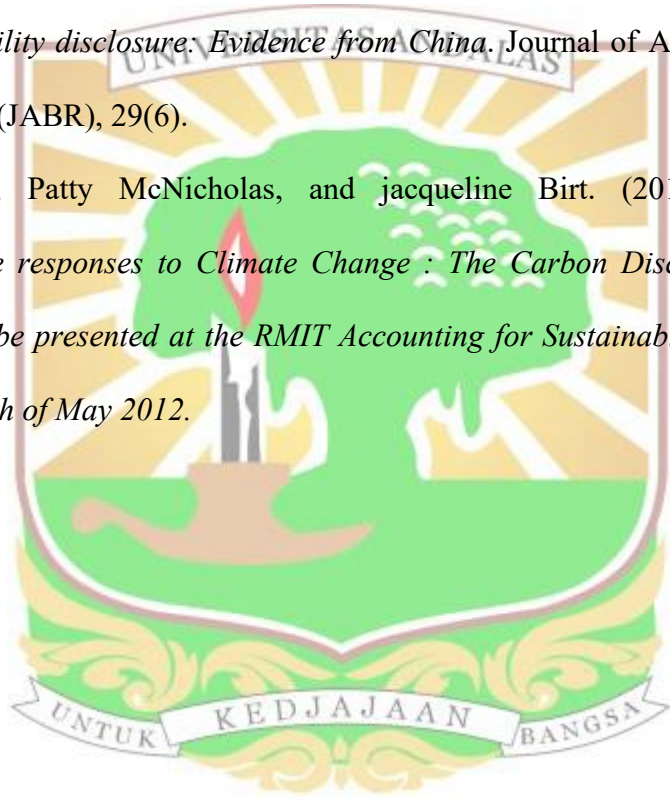 ility disclosure: Evidence from China. Journal of A
UNIVERSITAS ANDALAS
(JABR), 29(6).
Patty McNicholas, and jacqueline Birt. (201
e responses to Climate Change : The Carbon Disc
be presented at the RMIT Accounting for Sustainab
h of May 2012.
UNTUK KEDJAJAAN BANGSA